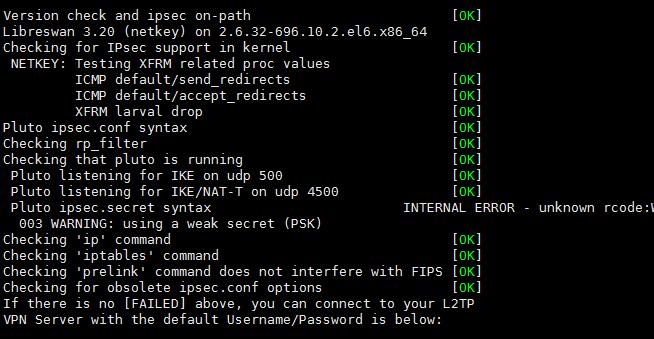 Version check and ipsec on-path [OK]
Libreswan 3.20 (netkey) on 2.6.32-696.10.2.el6.x86_64
Checking for IPsec support in kernel [OK]
NETKEY: Testing XFRM related proc values
ICMP default/send_redirects [OK]
ICMP default/accept_redirects [OK]
XFRM larval drop [OK]
Pluto ipsec.conf syntax [OK]
Checking rp_filter [OK]
Checking that pluto is running [OK]
Pluto listening for IKE on udp 500 [OK]
Pluto listening for IKE/NAT-T on udp 4500 [OK]
Pluto ipsec.secret syntax INTERNAL ERROR - unknown rcode:W
003 WARNING: using a weak secret (PSK)
Checking 'ip' command [OK]
Checking 'iptables' command [OK]
Checking 'prelink' command does not interfere with FIPS [OK]
Checking for obsolete ipsec.conf options [OK]
If there is no [FAILED] above, you can connect to your L2TP
VPN Server with the default Username/Password is below: